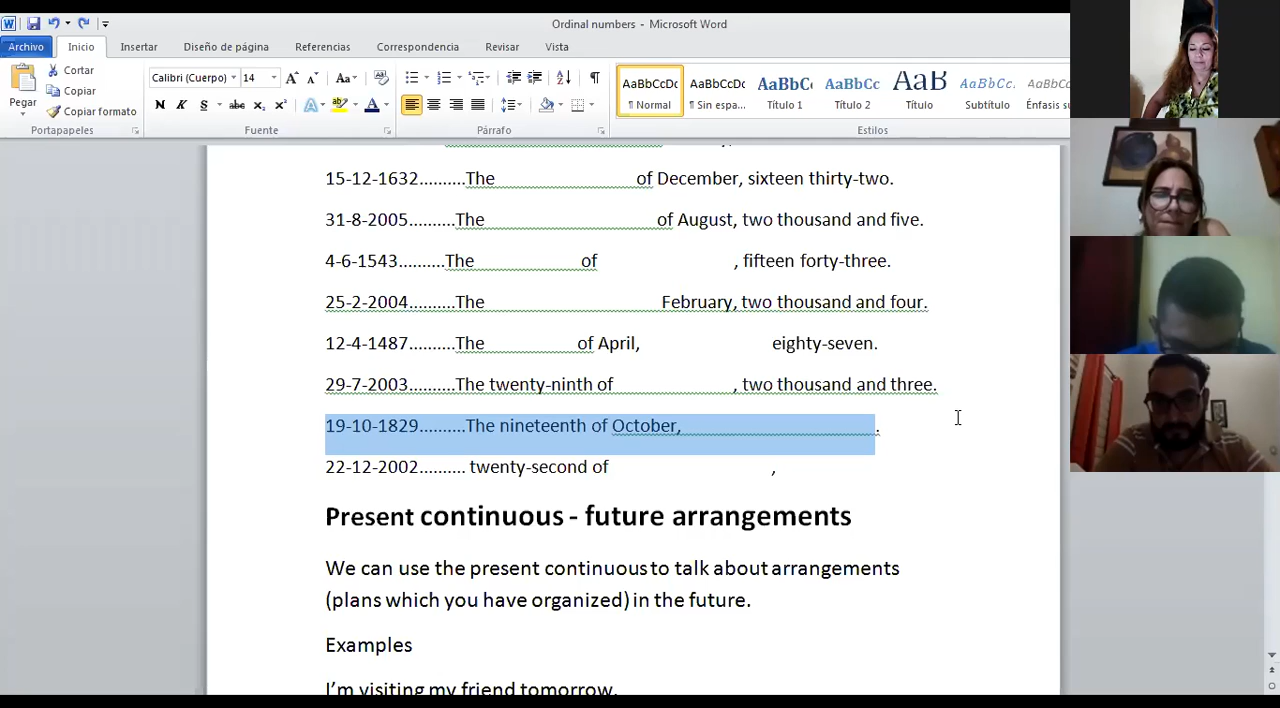 Ordinal numbers - Microsoft Word
Archivo Inicio Insertar Diseño de página Referencias Correspondencia Revisar Vista
Pegar
Cortar
Copiar
Copiar formato
Portapapeles
Calibri (Cuerpo) 14
Fuente
Párrafo
AaBbCcDc AaBbCcDc AaBbC AaBbCc AaB AaBbCc. AaBbCcD
¶ Normal ¶ Sin espa... Título 1 Título 2 Título Subtítulo Énfasis su
Estilos
15-12-1632..........The of December, sixteen thirty-two.
31-8-2005..........The of August, two thousand and five.
4-6-1543..........The of , fifteen forty-three.
25-2-2004..........The February, two thousand and four.
12-4-1487..........The of April, eighty-seven.
29-7-2003..........The twenty-ninth of , two thousand and three.
19-10-1829..........The nineteenth of October, .
22-12-2002.......... twenty-second of ,
Present continuous - future arrangements
We can use the present continuous to talk about arrangements
(plans which you have organized) in the future.
Examples
I'm visiting my friend tomorrow.